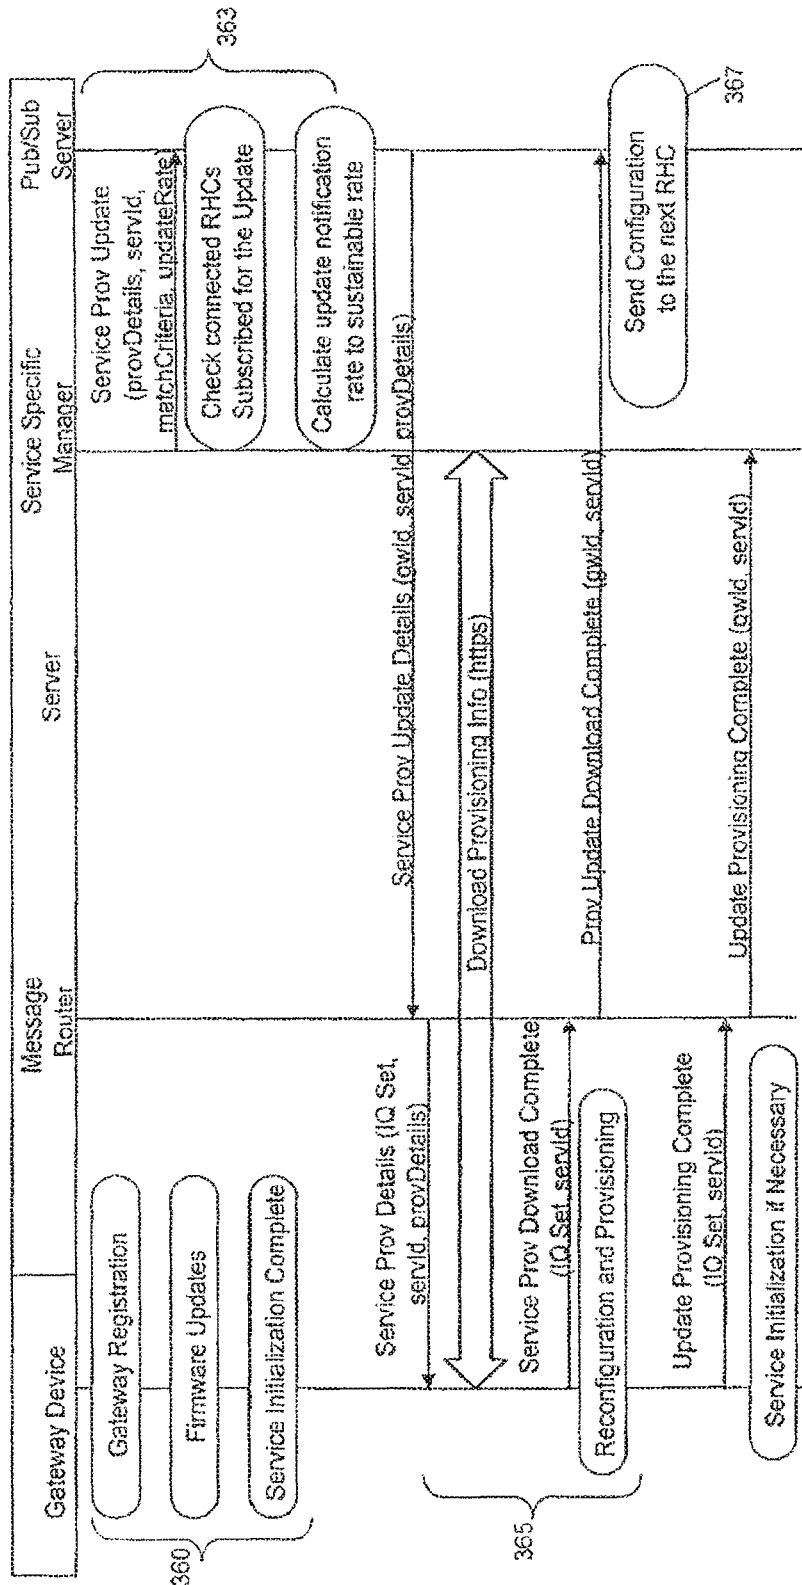 Gateway Device
Server
Message
Router
Service Specific
Manager
Pub/Sub
Server
Gateway Registration
Firmware Updates
Service Initialization Complete
360
Service Prov Update
(provDetails, servId,
matchCriteria, updateRate)
Check connected RHCs
Subscribed for the Update
Calculate update notification
rate to sustainable rate
363
Service Prov Update Details (gwId, servId, provDetails)
Service Prov Details (IQ Set,
servId, provDetails)
Download Provisioning Info (https)
Service Prov Download Complete
(IQ Set, servId)
Prov Update Download Complete (gwId, servId)
Reconfiguration and Provisioning
365
Send Configuration
to the next RHC
367
Update Provisioning Complete
(IQ Set, servId)
Update Provisioning Complete (gwId, servId)
Service Initialization if Necessary